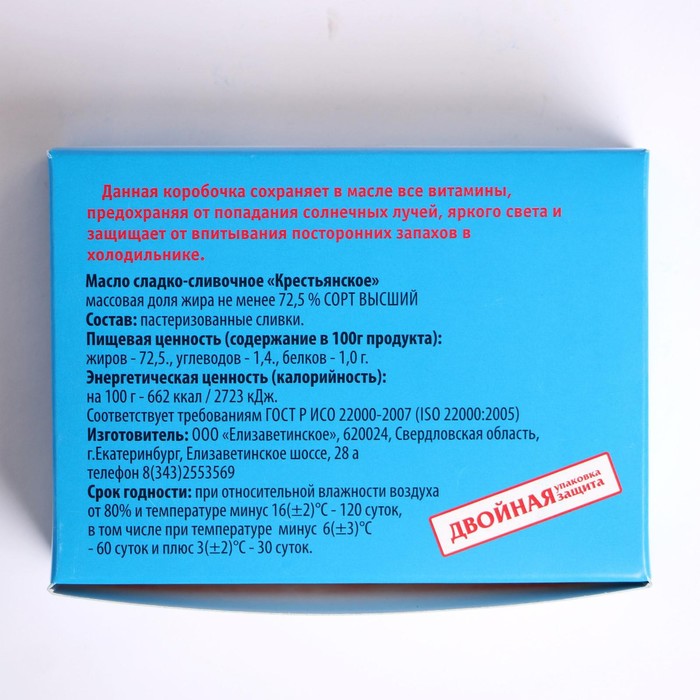 Данная коробочка сохраняет в масле все витамины,
предохраняя от попадания солнечных лучей, яркого света и
защищает от впитывания посторонних запахов в
холодильнике.
Масло сладко-сливочное «Крестьянское»
массовая доля жира не менее 72,5 % СОРТ ВЫСШИЙ
Состав: пастеризованные сливки.
Пищевая ценность (содержание в 100г продукта):
жиров - 72,5., углеводов - 1,4., белков - 1,0 г.
Энергетическая ценность (калорийность):
на 100 г - 662 ккал / 2723 кДж.
Соответствует требованиям ГОСТ Р ИСО 22000-2007 (ISO 22000:2005)
Изготовитель: ООО «Елизаветинское», 620024, Свердловская область,
г.Екатеринбург, Елизаветинское шоссе, 28 а
телефон 8(343)2553569
Срок годности: при относительной влажности воздуха
от 80% и температуре минус 16(±2)°С - 120 суток,
в том числе при температуре минус 6(±3)°С
- 60 суток и плюс 3(±2)°С - 30 суток.
ДВОЙНАЯ упаковка
защита